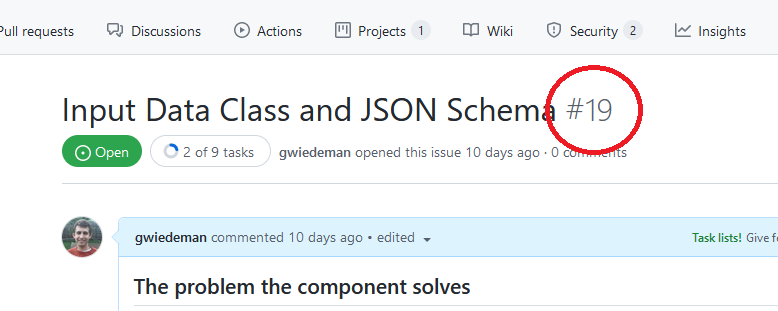 Pull requests Discussions Actions Projects 1 Wiki Security 2 Insights
Input Data Class and JSON Schema #19
Open 2 of 9 tasks gwiedeman opened this issue 10 days ago · 0 comments
gwiedeman commented 10 days ago • edited Task lists! Give fe
The problem the component solves